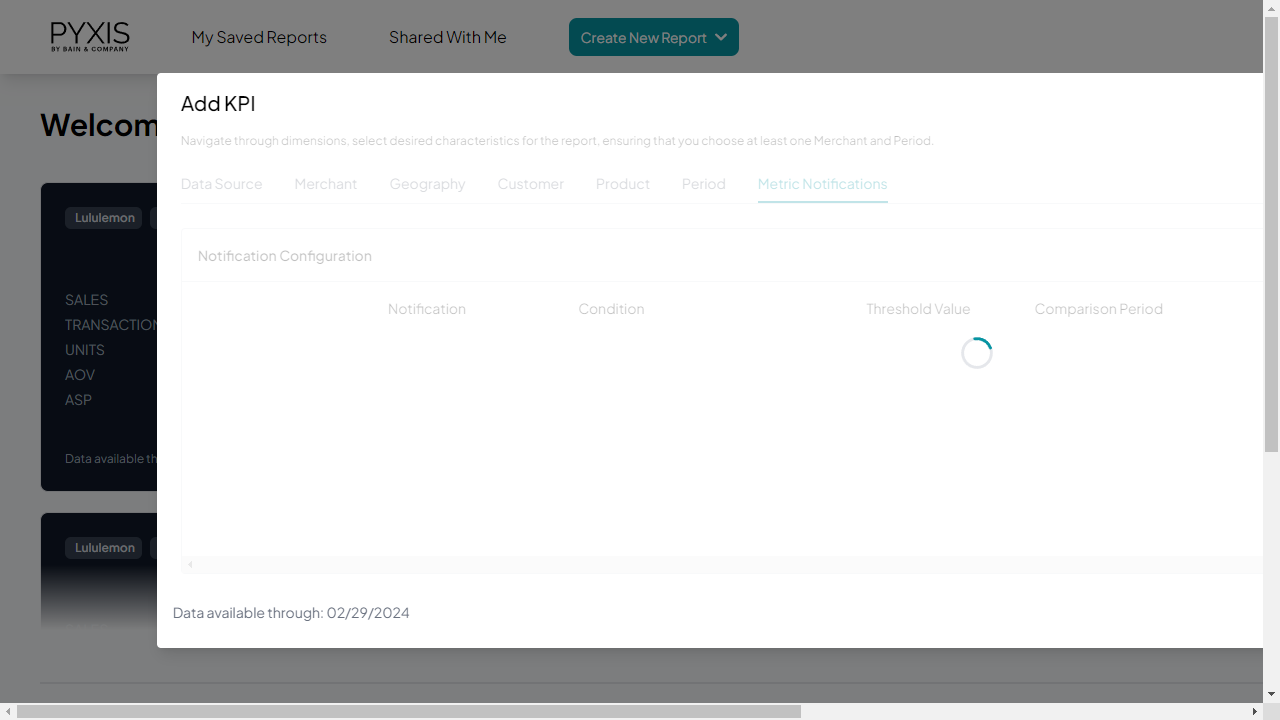 PYXIS
BY BAIN & COMPANY
My Saved Reports
Shared With Me
Create New Report
Welcom
Add KPI
Navigate through dimensions, select desired characteristics for the report, ensuring that you choose at least one Merchant and Period.
Data Source Merchant Geography Customer Product Period Metric Notifications
Lululemon
Notification Configuration
Notification Condition Threshold Value Comparison Period
SALES
TRANSACTION
UNITS
AOV
ASP
Data available th
Lululemon
Data available through: 02/29/2024